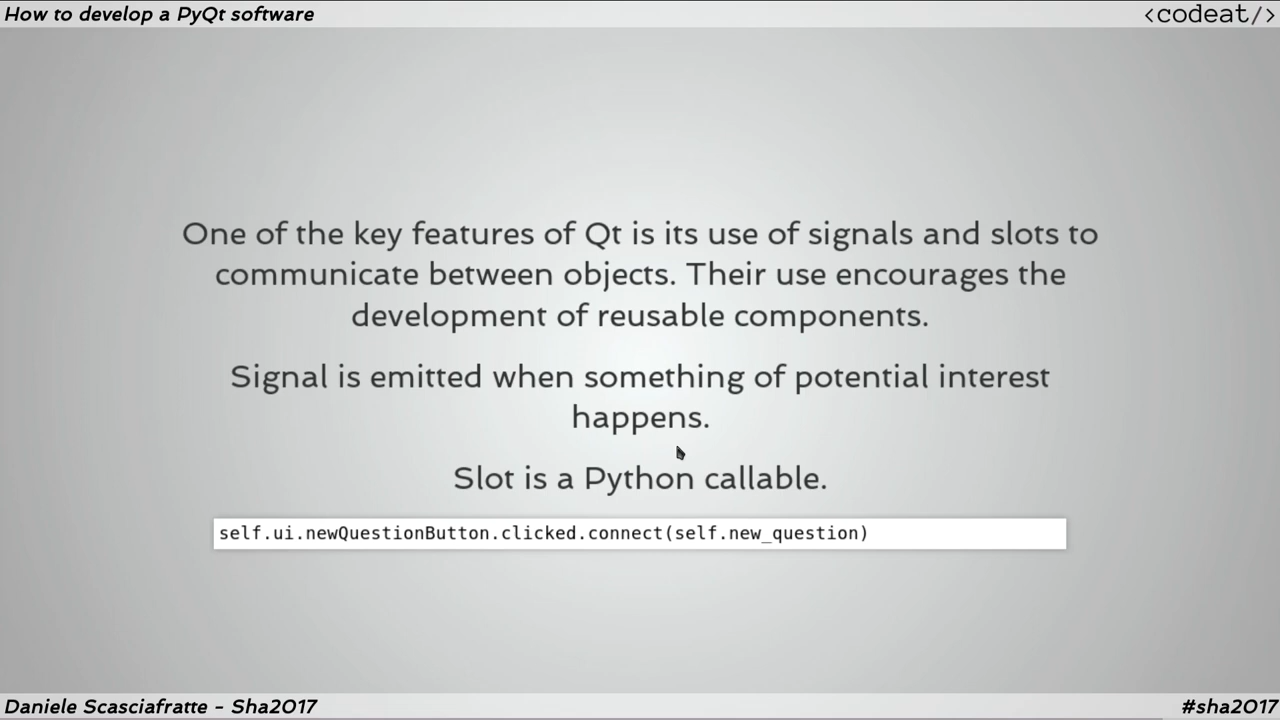 How to develop a PyQt software
<codeat/>
One of the key features of Qt is its use of signals and slots to
communicate between objects. Their use encourages the
development of reusable components.
Signal is emitted when something of potential interest
happens.
Slot is a Python callable.
self.ui.newQuestionButton.clicked.connect(self.new_question)
Daniele Scasciafratte - Sha2017
#sha2017